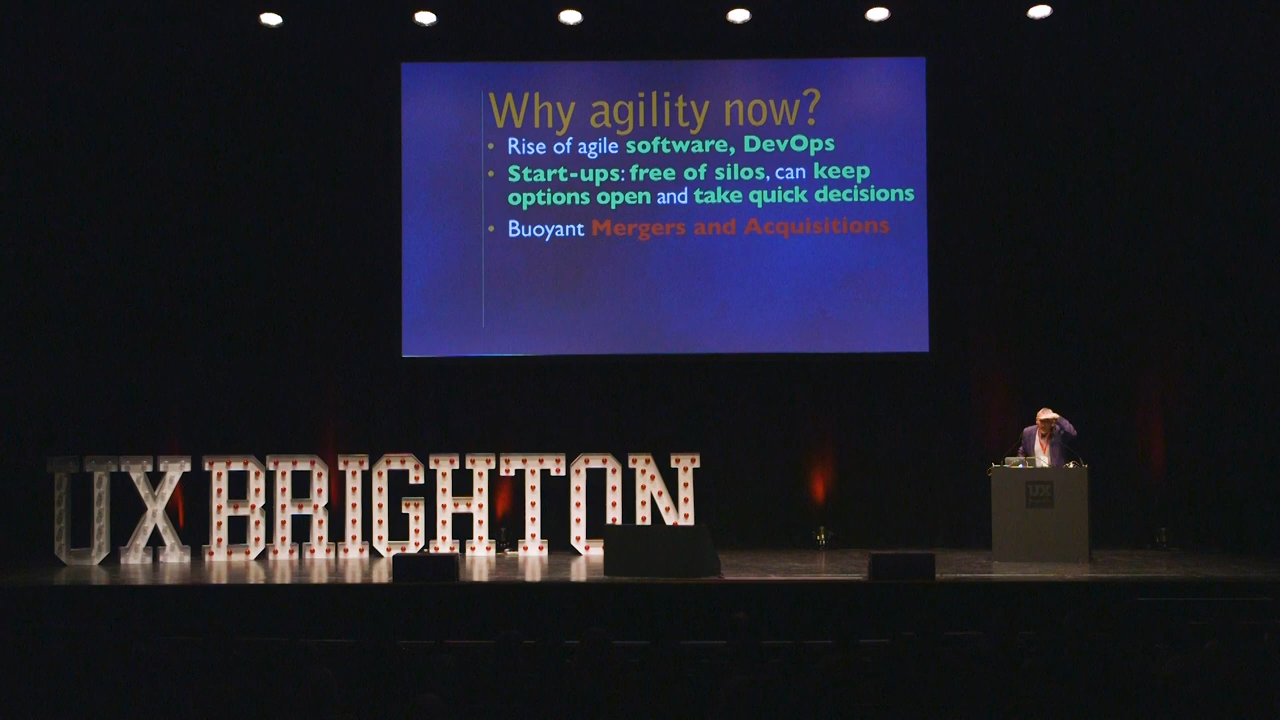 Why agility now?
• Rise of agile software, DevOps
• Start-ups: free of silos, can keep
options open and take quick decisions
• Buoyant Mergers and Acquisitions
UX BRIGHTON
UX